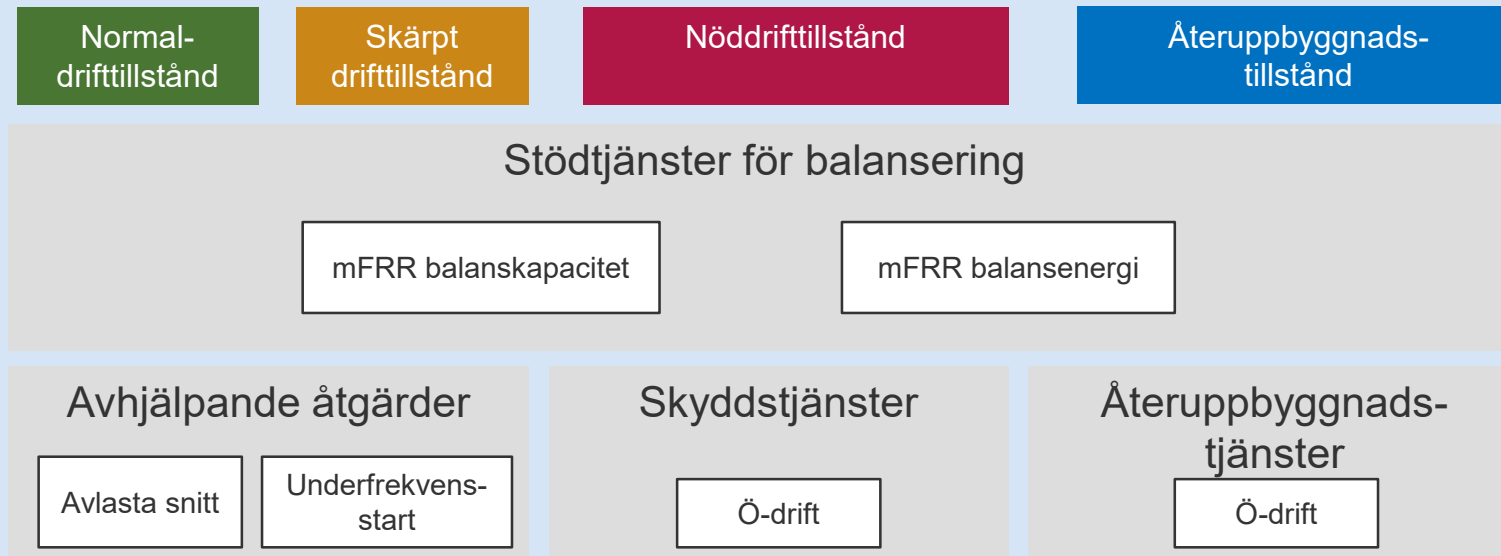 Normal-
drifttillstånd
Skärpt
drifttillstånd
Nöddrifttillstånd
Återuppbyggnads-
tillstånd
Stödtjänster för balansering
mFRR balanskapacitet
mFRR balansenergi
Avhjälpande åtgärder
Avlasta snitt
Underfrekvens-
start
Skyddstjänster
Ö-drift
Återuppbyggnads-
tjänster
Ö-drift